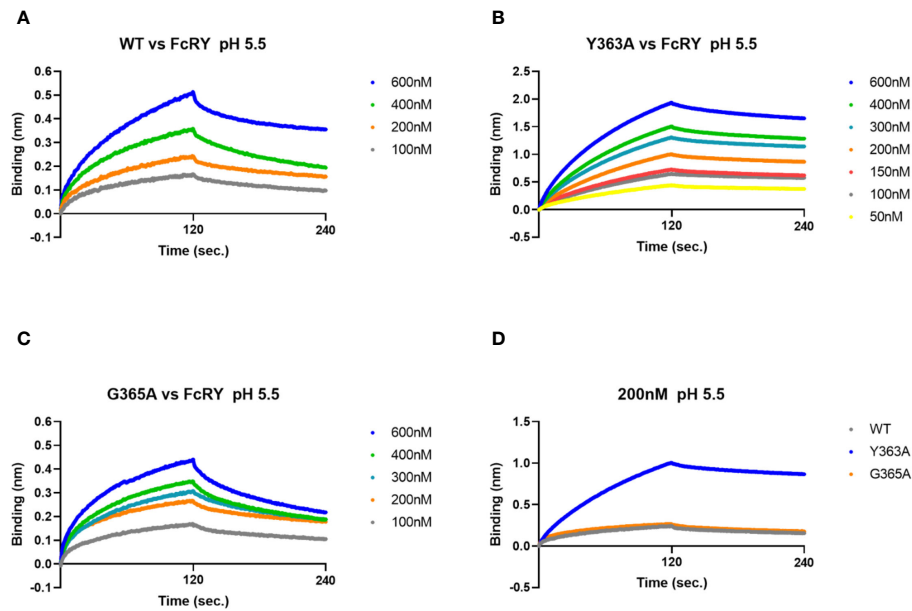 A
WT vs FcRY pH 5.5
0.6
0.5
0.4
0.3
0.2
0.1
0.0
-0.1
Binding (nm)
120
240
Time (sec.)
600nM
400nM
200nM
100nM
B
Y363A vs FcRY pH 5.5
2.5
2.0
1.5
1.0
0.5
0.0
-0.5
Binding (nm)
120
240
Time (sec.)
600nM
400nM
300nM
200nM
150nM
100nM
50nM
C
G365A vs FcRY pH 5.5
0.6
0.5
0.4
0.3
0.2
0.1
0.0
-0.1
Binding (nm)
120
240
Time (sec.)
600nM
400nM
300nM
200nM
100nM
D
200nM pH 5.5
1.5
1.0
0.5
0.0
-0.5
Binding (nm)
120
240
Time (sec.)
WT
Y363A
G365A